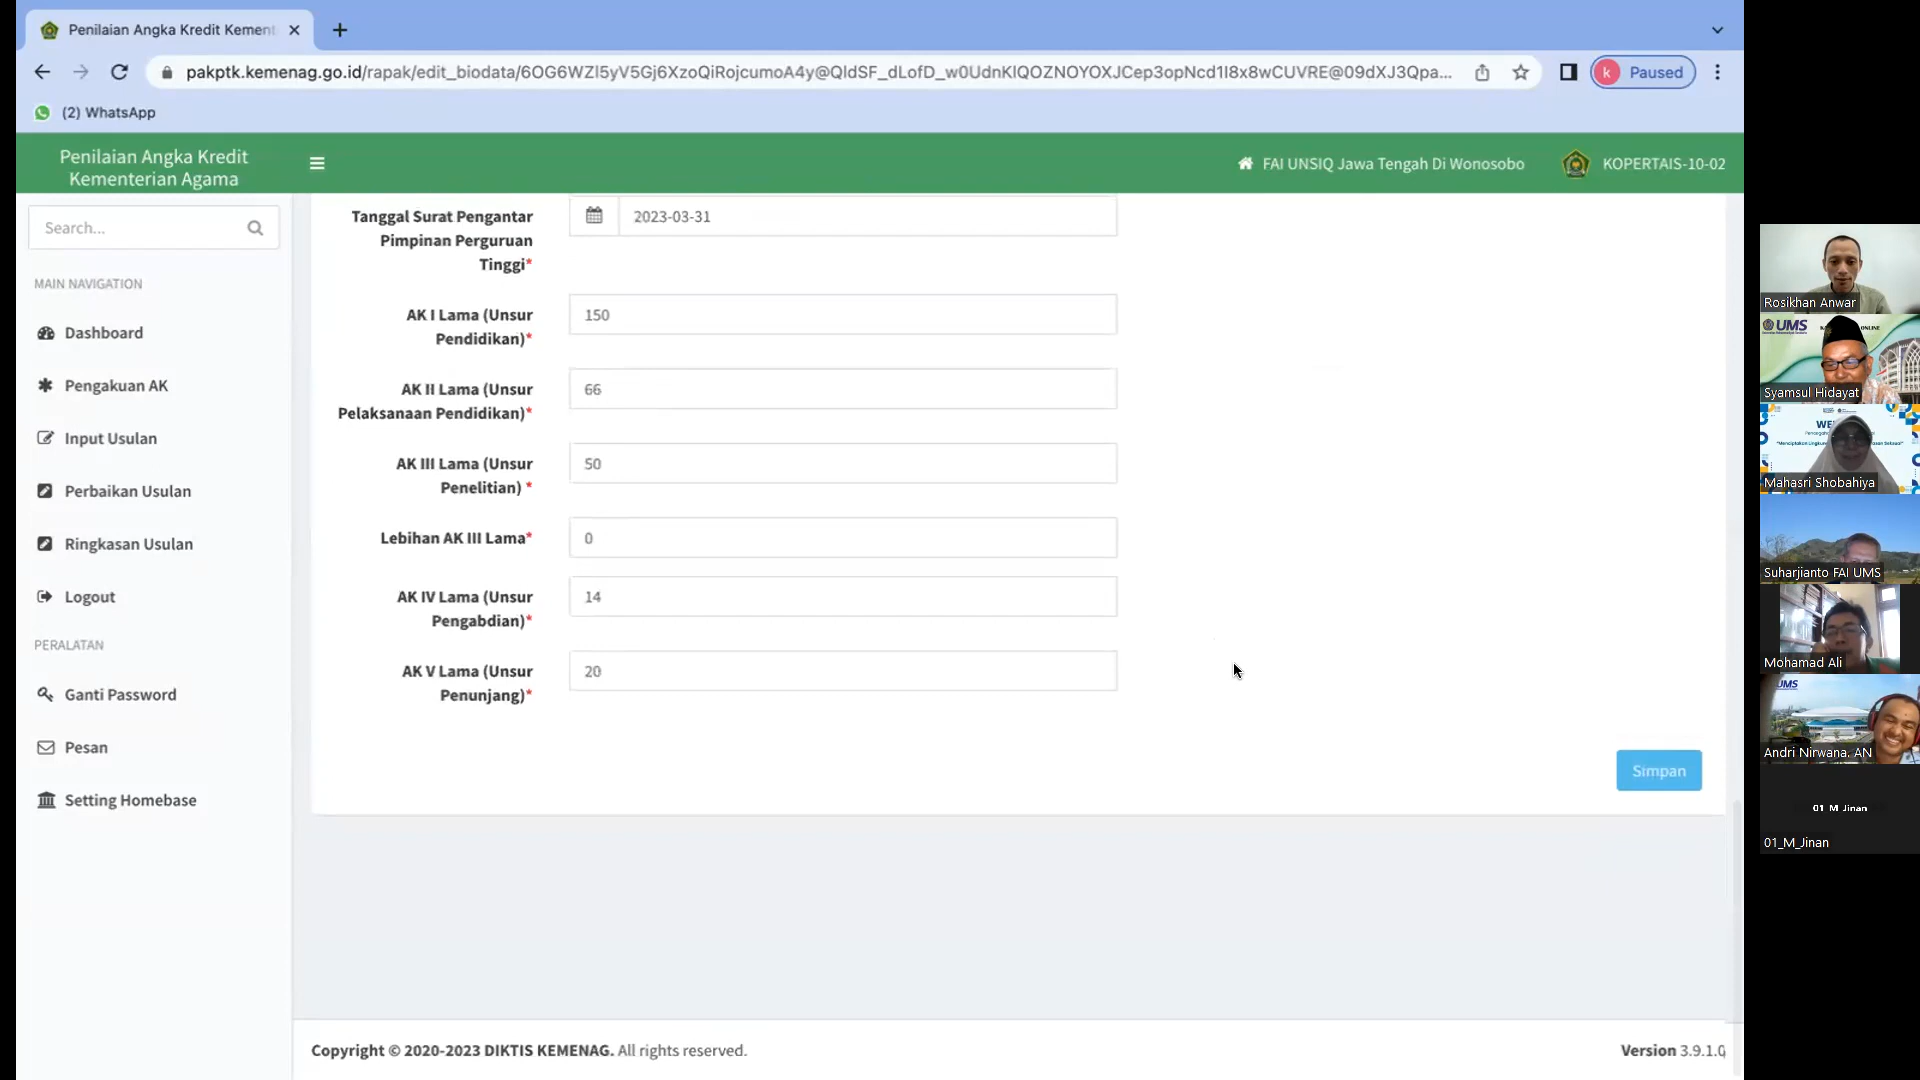 Penilaian Angka Kredit Kement
pakptk.kemenag.go.id/rapak/edit_biodata/6OG6WZl5yV5Gj6XzoQiRojcumoA4y@QldSF_dLofD_w0UdnKlQOZNOYOXJCep3opNcd1I8x8wCUVRE@09dXJ3Qpa...
Paused
(2) WhatsApp
Penilaian Angka Kredit
Kementerian Agama
FAI UNSIQ Jawa Tengah Di Wonosobo
KOPERTAIS-10-02
Search...
MAIN NAVIGATION
Dashboard
Pengakuan AK
Input Usulan
Perbaikan Usulan
Ringkasan Usulan
Logout
PERALATAN
Ganti Password
Pesan
Setting Homebase
Tanggal Surat Pengantar
Pimpinan Perguruan
Tinggi*
2023-03-31
AK I Lama (Unsur
Pendidikan)*
150
AK II Lama (Unsur
Pelaksanaan Pendidikan)*
66
AK III Lama (Unsur
Penelitian) *
50
Lebihan AK III Lama*
0
AK IV Lama (Unsur
Pengabdian)*
14
AK V Lama (Unsur
Penunjang)*
20
Simpan
Copyright © 2020-2023 DIKTIS KEMENAG. All rights reserved.
Version 3.9.1.0
Rosikhan Anwar
UMS
Syamsul Hidayat
Mahasri Shobahiya
Suharjianto FAI UMS
Mohamad Ali
UMS
Andri Nirwana. AN
01_M_Jinan
01_M_Jinan